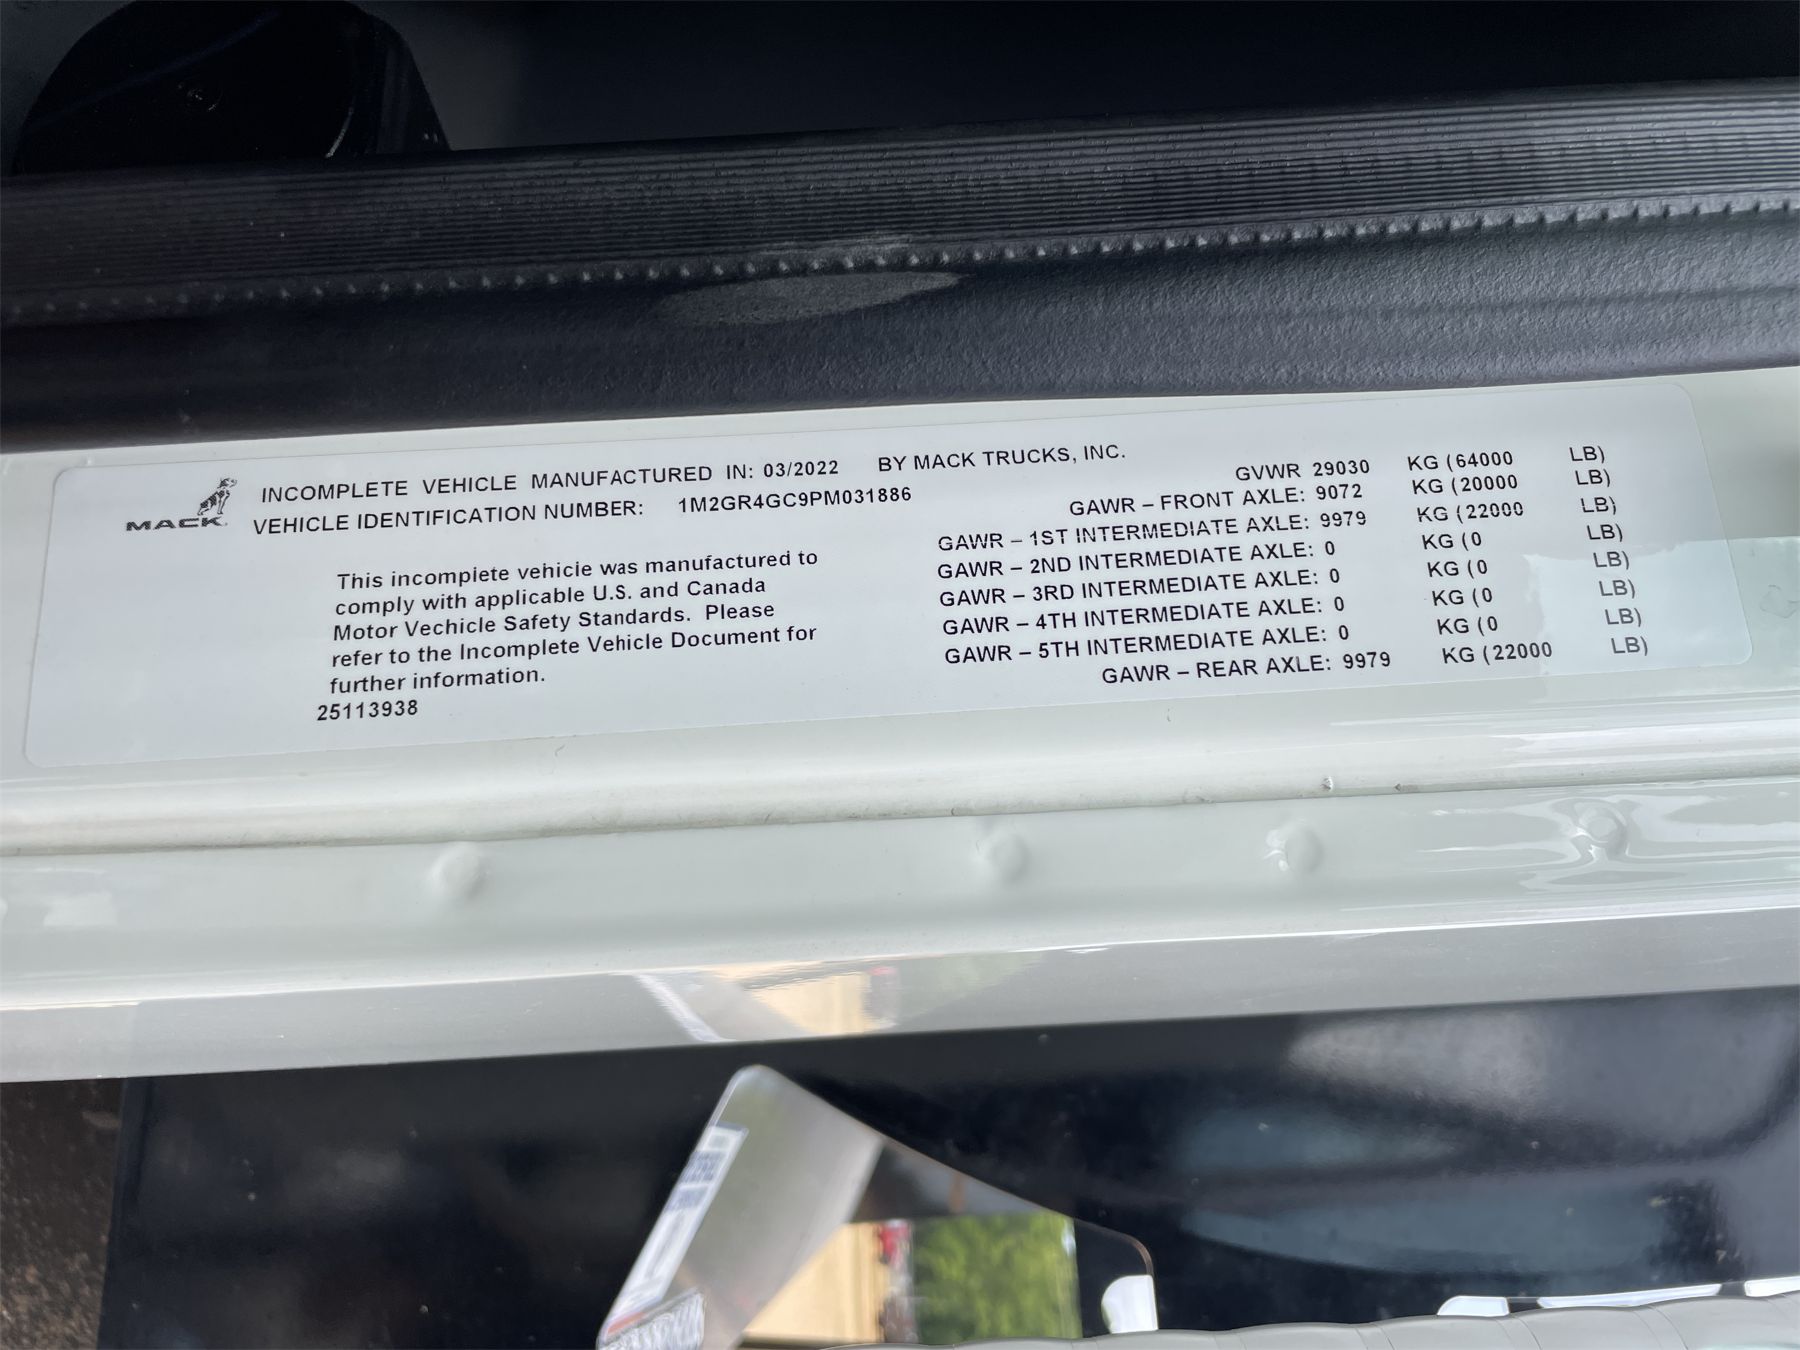 INCOMPLETE VEHICLE MANUFACTURED IN: 03/2022 BY MACK TRUCKS, INC.
MACK
VEHICLE IDENTIFICATION NUMBER: 1M2GR4GC9PM031886
This incomplete vehicle was manufactured to
comply with applicable U.S. and Canada
Motor Vechicle Safety Standards. Please
refer to the Incomplete Vehicle Document for
further information.
25113938
GVWR 29030 KG (64000 LB)
GAWR – FRONT AXLE: 9072 KG (20000 LB)
GAWR – 1ST INTERMEDIATE AXLE: 9979 KG (22000 LB)
GAWR – 2ND INTERMEDIATE AXLE: 0 KG (0 LB)
GAWR – 3RD INTERMEDIATE AXLE: 0 KG (0 LB)
GAWR – 4TH INTERMEDIATE AXLE: 0 KG (0 LB)
GAWR – 5TH INTERMEDIATE AXLE: 0 KG (0 LB)
GAWR – REAR AXLE: 9979 KG (22000 LB)